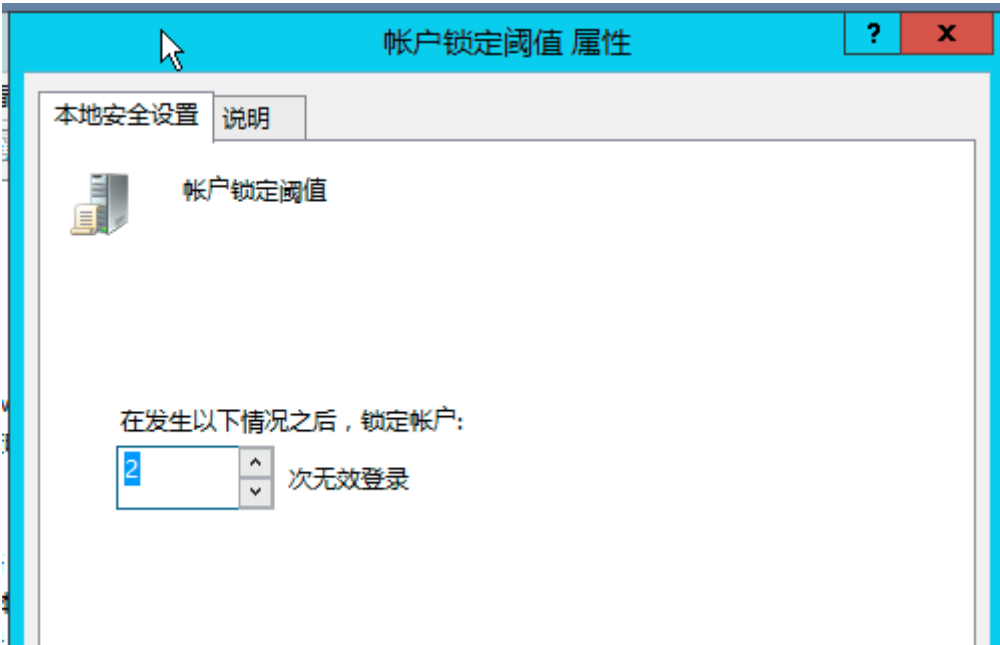 帐户锁定阈值 属性
?
x
本地安全设置
说明
帐户锁定阈值
在发生以下情况之后，锁定帐户:
2
次无效登录